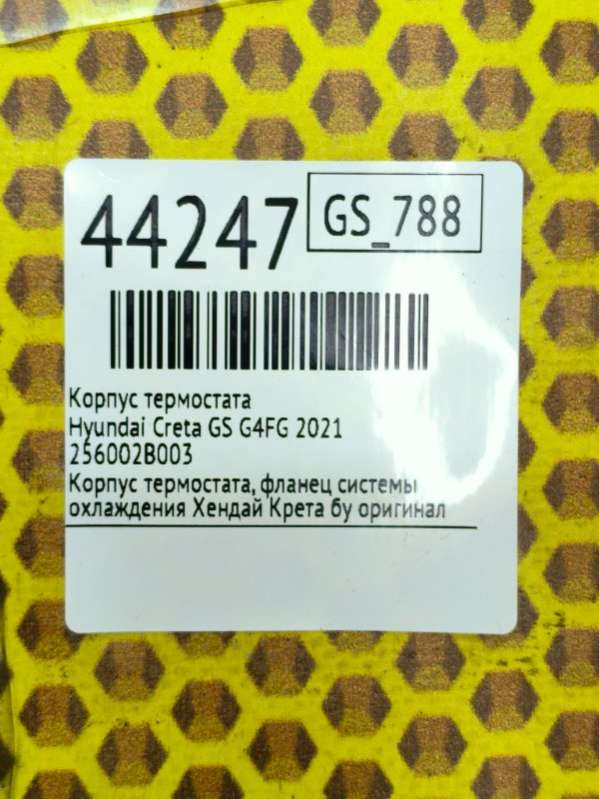 44247
GS_788
Корпус термостата
Hyundai Creta GS G4FG 2021
256002B003
Корпус термостата, фланец системы
охлаждения Хендай Крета бу оригинал